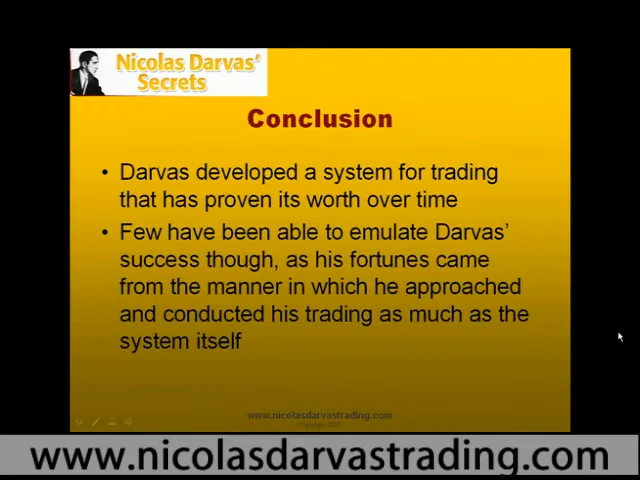 Nicolas Darvas'
Secrets
Conclusion
• Darvas developed a system for trading
that has proven its worth over time
• Few have been able to emulate Darvas'
success though, as his fortunes came
from the manner in which he approached
and conducted his trading as much as the
system itself
www.nicolasdarvastrading.com
Copyright 2007
www.nicolasdarvastrading.com